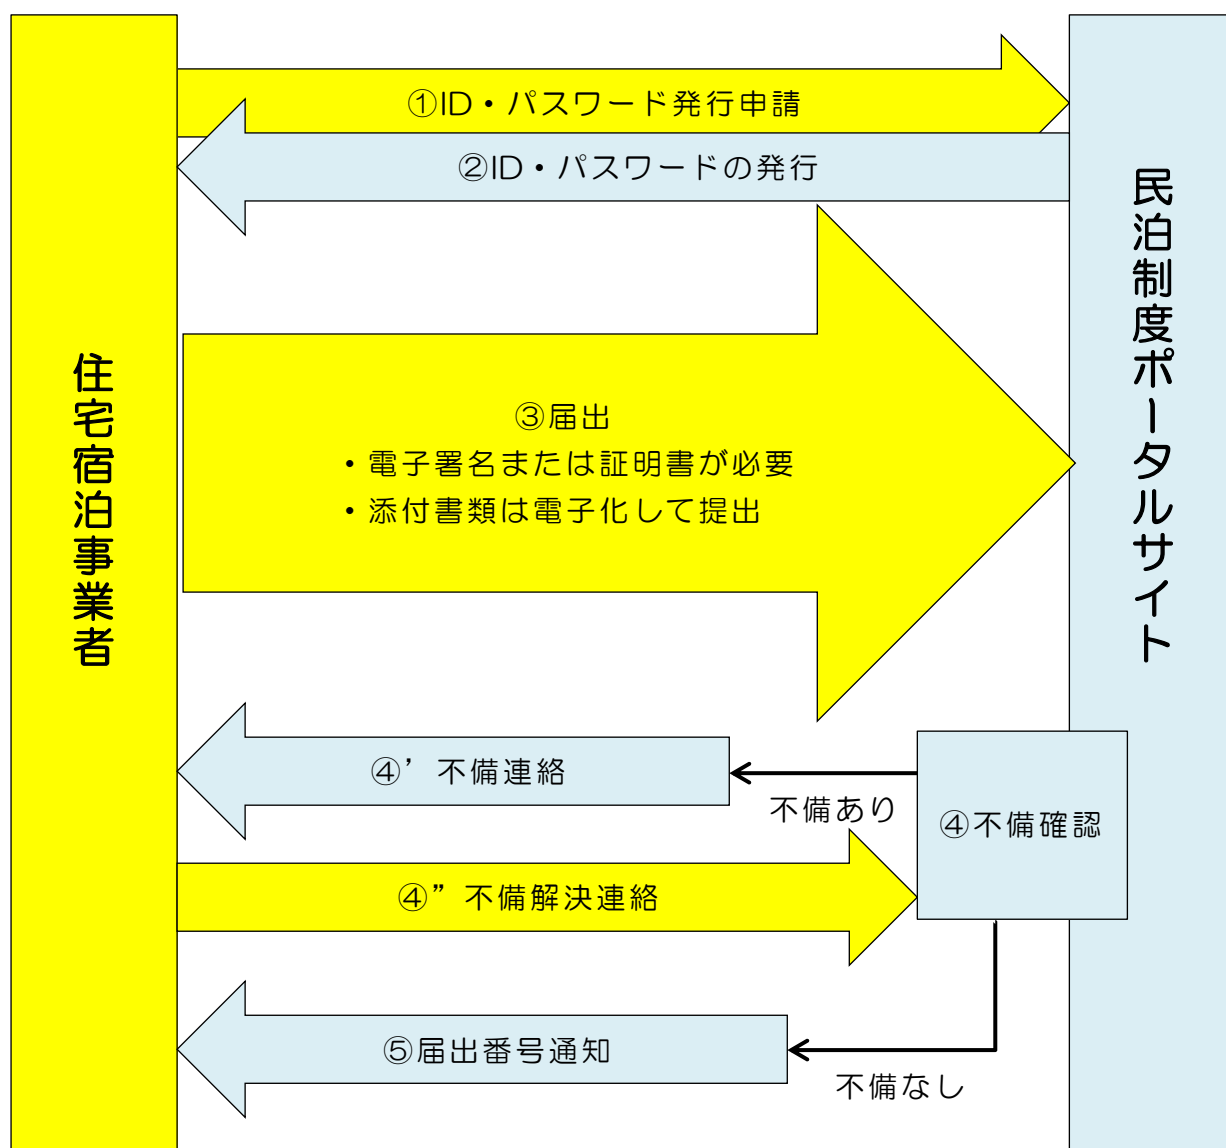 住宅宿泊事業者
①ID・パスワード発行申請
②ID・パスワードの発行
③届出
・電子署名または証明書が必要
・添付書類は電子化して提出
④’不備連絡
不備あり
④不備確認
④”不備解決連絡
⑤届出番号通知
不備なし
民泊制度ポータルサイト